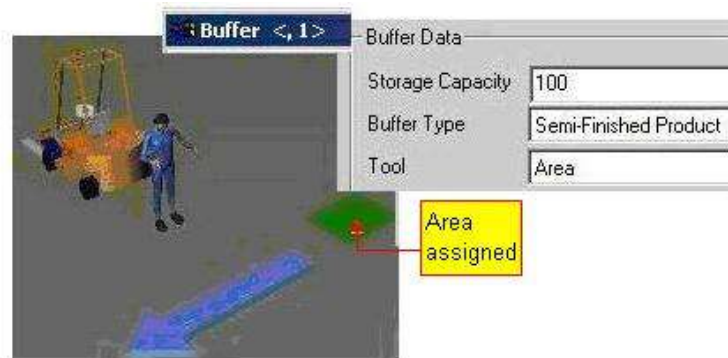 Buffer <, 1>
Buffer Data
Storage Capacity 100
Buffer Type Semi-Finished Product
Tool Area
Area
assigned